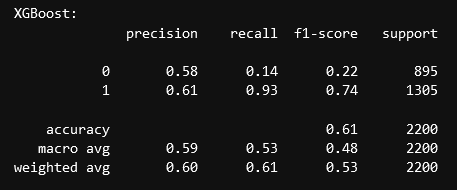 XGBoost:
precision recall f1-score support
0 0.58 0.14 0.22 895
1 0.61 0.93 0.74 1305
accuracy 0.61 2200
macro avg 0.59 0.53 0.48 2200
weighted avg 0.60 0.61 0.53 2200